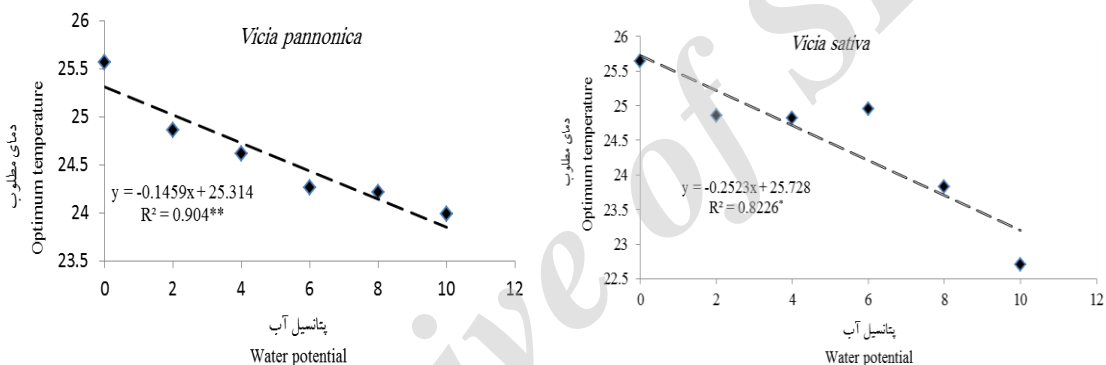 Vicia pannonica
26
25.5
25
24.5
24
23.5
0 2 4 6 8 10 12
دمای مطلوب
Optimum temperature
y = -0.1459x + 25.314
R² = 0.904**
پتانسیل آب
Water potential
Vicia sativa
26
25.5
25
24.5
24
23.5
23
22.5
0 2 4 6 8 10 12
دمای مطلوب
Optimum temperature
y = -0.2523x + 25.728
R² = 0.8226*
پتانسیل آب
Water potential
ive of S